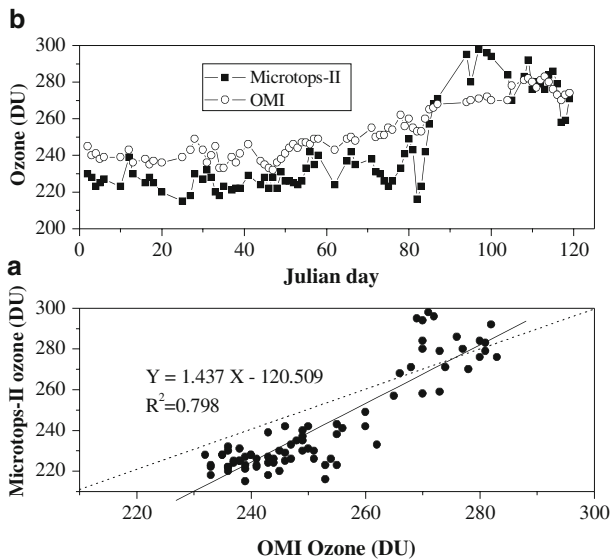 b
300
280
260
240
220
200
Ozone (DU)
Microtops-II
OMI
0 20 40 60 80 100 120
Julian day
a
300
280
260
240
220
Microtops-II ozone (DU)
Y = 1.437 X - 120.509
R²=0.798
220 240 260 280 300
OMI Ozone (DU)